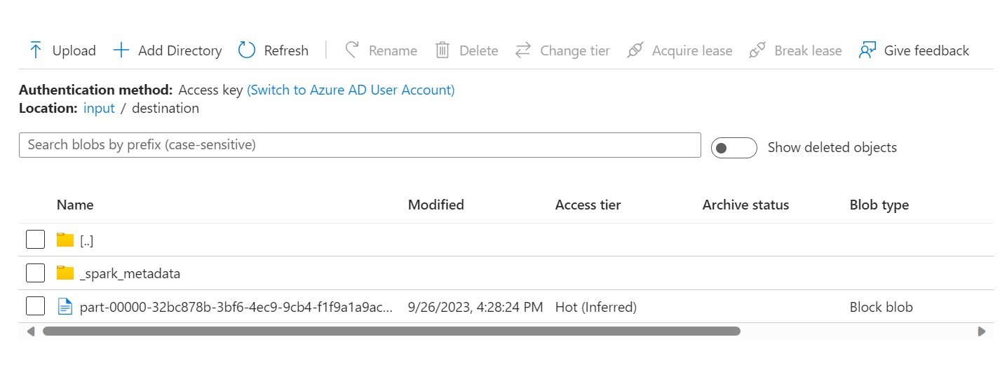 Upload Add Directory Refresh Rename Delete Change tier Acquire lease Break lease Give feedback
Authentication method: Access key (Switch to Azure AD User Account)
Location: input / destination
Search blobs by prefix (case-sensitive) Show deleted objects
Name Modified Access tier Archive status Blob type
[..]
_spark_metadata
part-00000-32bc878b-3bf6-4ec9-9cb4-f1f9a1a9ac... 9/26/2023, 4:28:24 PM Hot (Inferred) Block blob